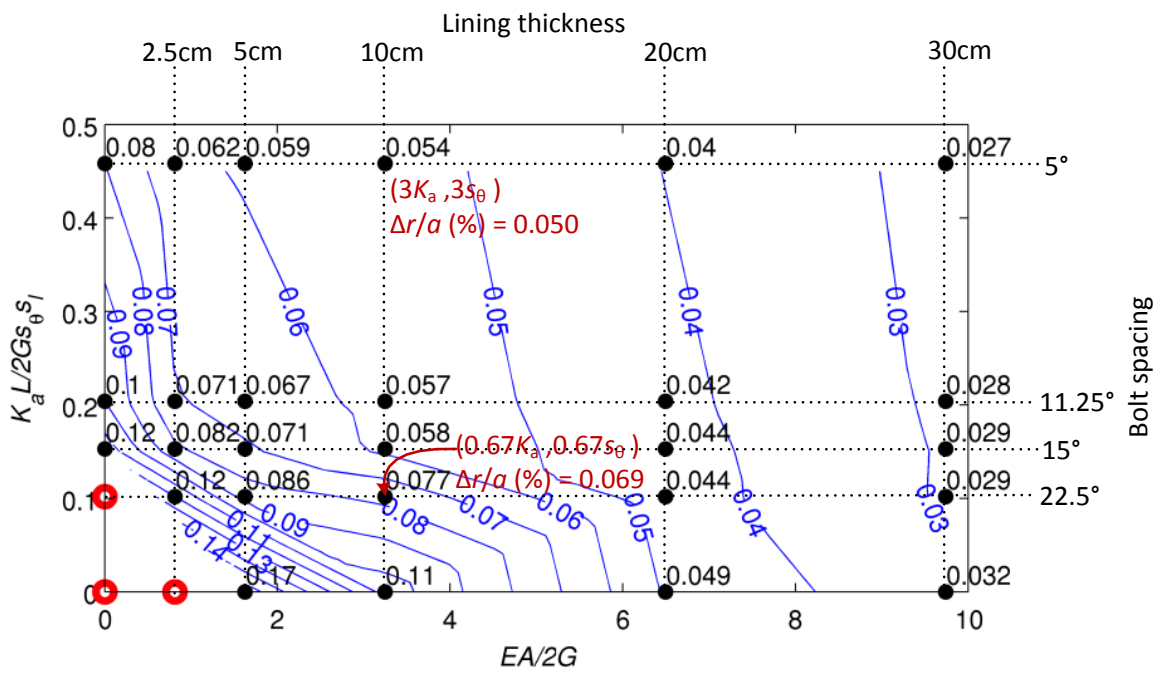 Lining thickness
2.5cm 5cm 10cm 20cm 30cm
0.5
0.08 0.062 0.059 0.054 0.04 0.027 5°
(3Ka ,3sθ )
Δr/a (%) = 0.050
0.4
0.3
0.09 0.08 0.07 0.06 0.05 0.04 0.03
KaL/2Gsθsl
Bolt spacing
0.1 0.071 0.067 0.057 0.042 0.028 11.25°
0.2
0.12 0.082 0.071 0.058 0.044 0.029 15°
(0.67Ka ,0.67sθ )
Δr/a (%) = 0.069
0.12 0.086 0.077 0.044 0.029 22.5°
0.1
0.14 0.11 0.13 0.09 0.08 0.07 0.06 0.05 0.04 0.03
0.17 0.11 0.049 0.032
0
0 2 4 6 8 10
EA/2G